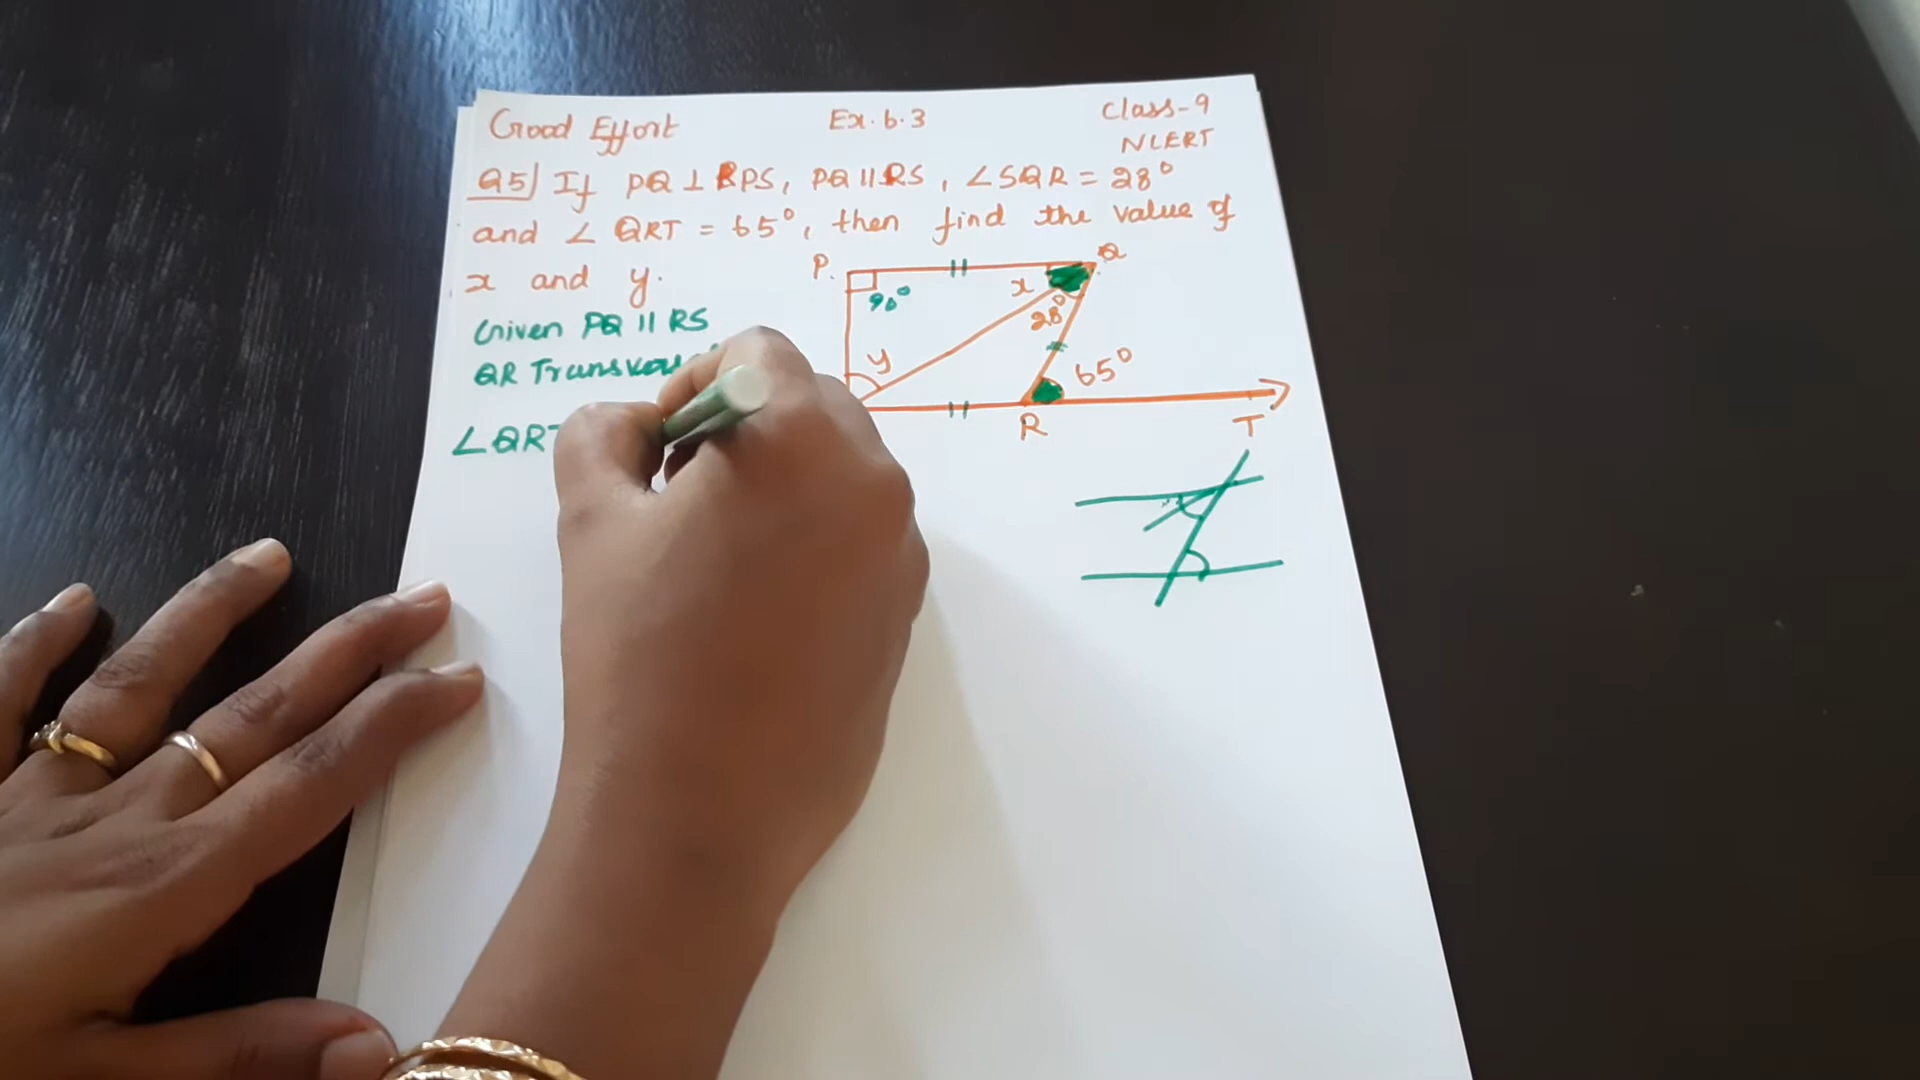 Good Effort Ex. 6.3 Class-9
NCERT
Q5) If PQ ⊥ PS, PQ || RS, ∠SQR = 28°
and ∠ QRT = 65°, then find the value of
x and y.
P. Q
90° x
28°
Given PQ || RS
QR Transversal
y 65°
∠QRT
R T